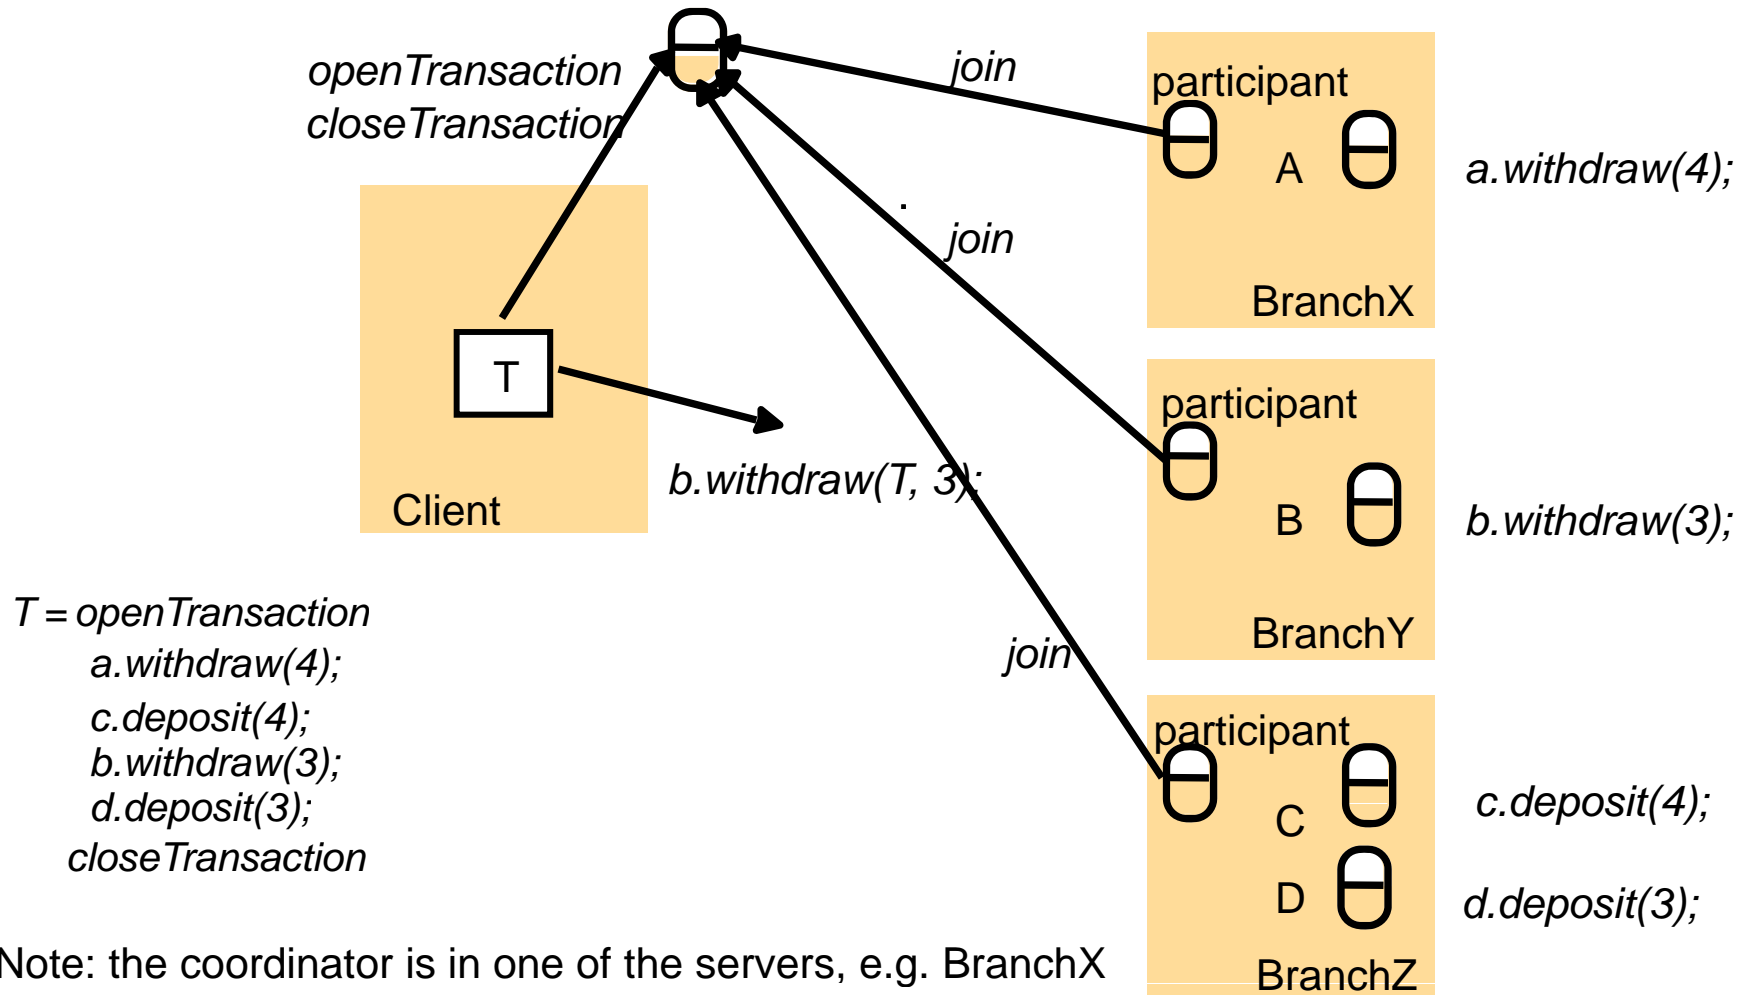 openTransaction
closeTransaction
join
participant
A
a.withdraw(4);
BranchX
.
join
T
participant
b.withdraw(T, 3);
Client
B
b.withdraw(3);
BranchY
T = openTransaction
a.withdraw(4);
c.deposit(4);
b.withdraw(3);
d.deposit(3);
closeTransaction
join
participant
C
c.deposit(4);
D
d.deposit(3);
BranchZ
Note: the coordinator is in one of the servers, e.g. BranchX